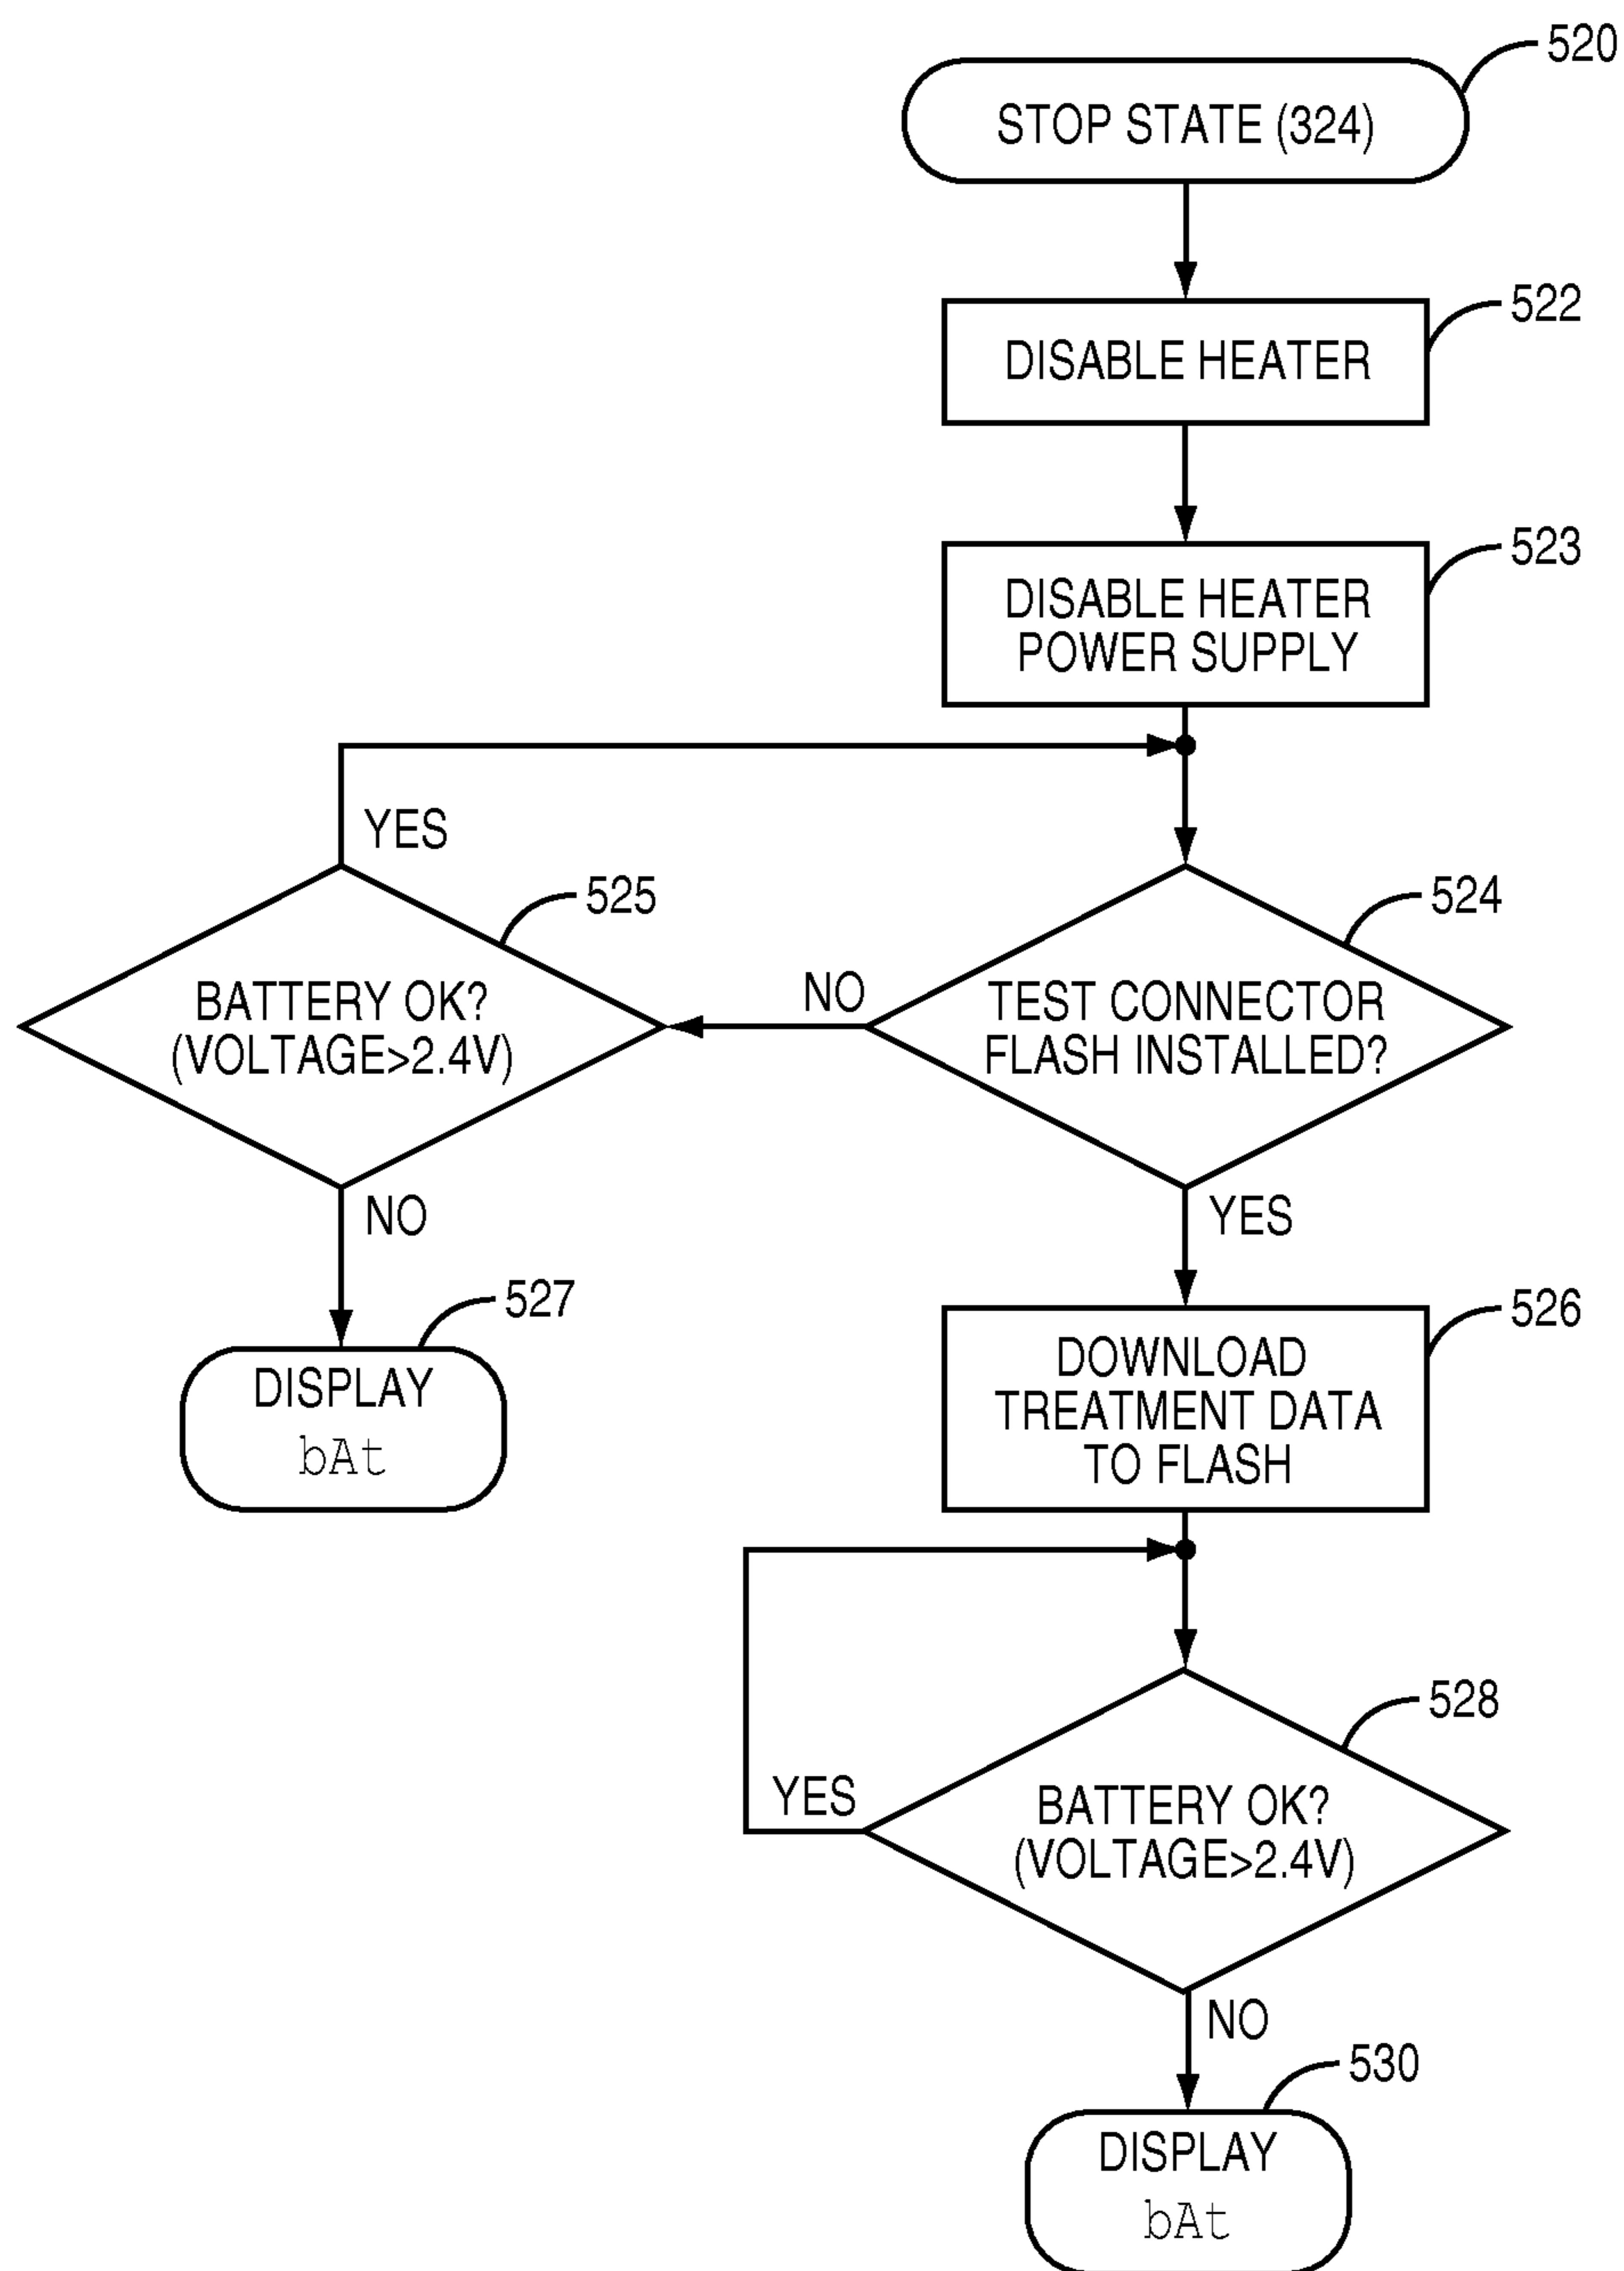 520
STOP STATE (324)
522
DISABLE HEATER
523
DISABLE HEATER
POWER SUPPLY
YES
525
524
BATTERY OK?
(VOLTAGE>2.4V)
NO
TEST CONNECTOR
FLASH INSTALLED?
NO
YES
527
DISPLAY
bAt
526
DOWNLOAD
TREATMENT DATA
TO FLASH
528
YES
BATTERY OK?
(VOLTAGE>2.4V)
NO
530
DISPLAY
bAt